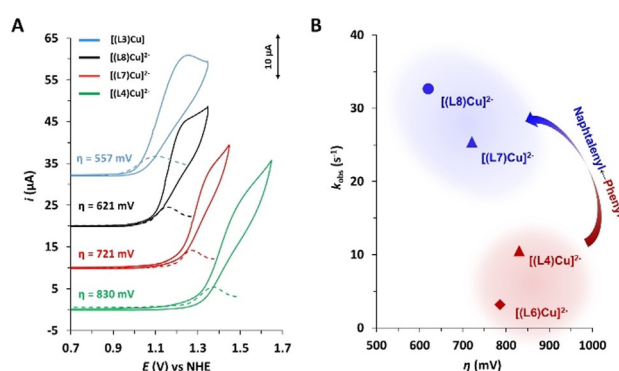 A
i (μA)
65
55
45
35
25
15
5
-5
[(L3)Cu]
[(L8)Cu]²⁻
[(L7)Cu]²⁻
[(L4)Cu]²⁻
10 μA
η = 557 mV
η = 621 mV
η = 721 mV
η = 830 mV
0.7 0.9 1.1 1.3 1.5 1.7
E (V) vs NHE
B
kobs (s⁻¹)
40
30
20
10
0
[(L8)Cu]²⁻
[(L7)Cu]²⁻
Naphtalenyl←Phenyl
[(L4)Cu]²⁻
[(L6)Cu]²⁻
500 600 700 800 900 1000
η (mV)